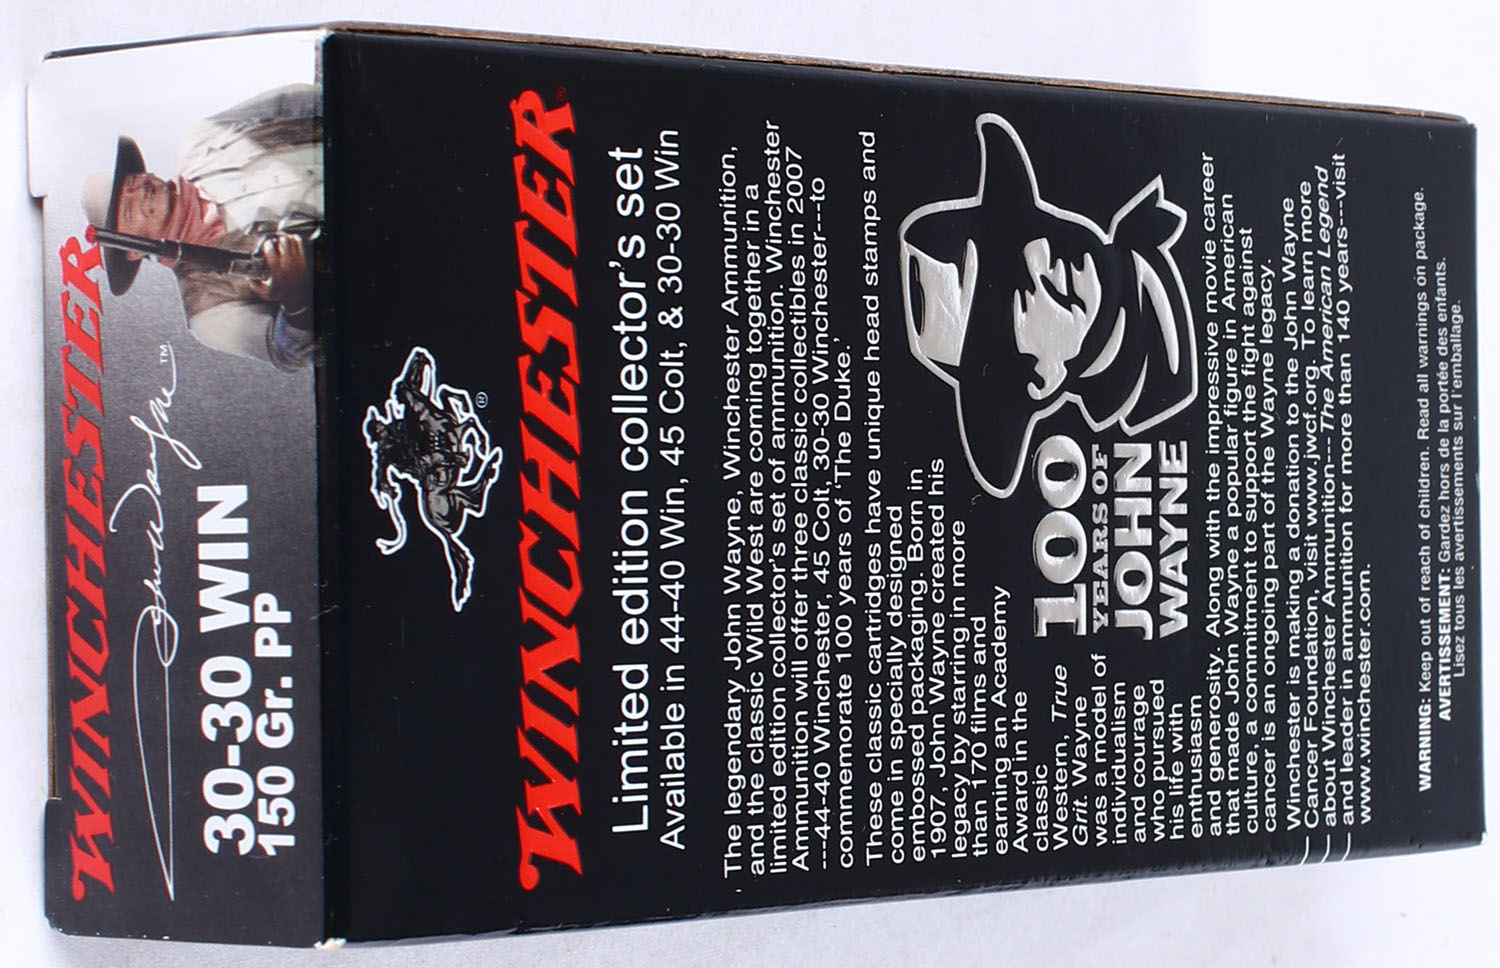 WINCHESTER®
John Wayne ™
30-30 WIN
150 Gr. PP
®
WINCHESTER®
Limited edition collector's set
Available in 44-40 Win, 45 Colt, & 30-30 Win
The legendary John Wayne, Winchester Ammunition,
and the classic Wild West are coming together in a
limited edition collector's set of ammunition. Winchester
Ammunition will offer three classic collectibles in 2007
---44-40 Winchester, 45 Colt, 30-30 Winchester---to
commemorate 100 years of 'The Duke.'
These classic cartridges have unique head stamps and
come in specially designed
embossed packaging. Born in
1907, John Wayne created his
legacy by starring in more
than 170 films and
earning an Academy
Award in the
classic
Western, True
Grit. Wayne
was a model of
individualism
and courage
who pursued
his life with
enthusiasm
and generosity. Along with the impressive movie career
that made John Wayne a popular figure in American
culture, a commitment to support the fight against
cancer is an ongoing part of the Wayne legacy.
Winchester is making a donation to the John Wayne
Cancer Foundation, visit www.jwcf.org. To learn more
about Winchester Ammunition---The American Legend
and leader in ammunition for more than 140 years---visit
www.winchester.com.
100
YEARS OF
JOHN
WAYNE
WARNING: Keep out of reach of children. Read all warnings on package.
AVERTISSEMENT: Gardez hors de la portée des enfants.
Lisez tous les avertissements sur l'emballage.